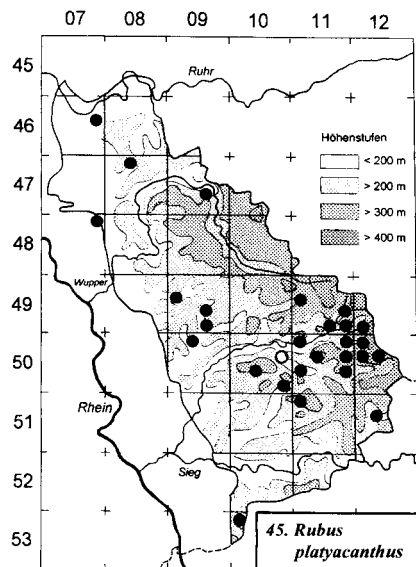 07 08 09 10 11 12
45
Ruhr
46
Höhenstufen
< 200 m
> 200 m
47
> 300 m
> 400 m
48
Wupper
49
50
Rhein
51
Sieg
52
53
45. Rubus
platyacanthus